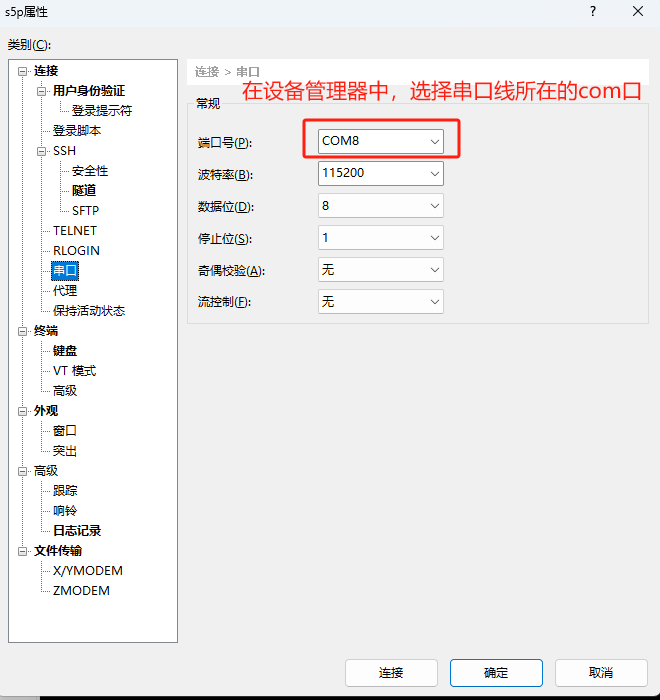 s5p属性
?
类别(C):
连接
用户身份验证
登录提示符
登录脚本
SSH
安全性
隧道
SFTP
TELNET
RLOGIN
串口
代理
保持活动状态
终端
键盘
VT 模式
高级
外观
窗口
突出
高级
跟踪
响铃
日志记录
文件传输
X/YMODEM
ZMODEM
连接 > 串口
在设备管理器中，选择串口线所在的com口
常规
端口号(P): COM8
波特率(B): 115200
数据位(D): 8
停止位(S): 1
奇偶校验(A): 无
流控制(F): 无
连接 确定 取消